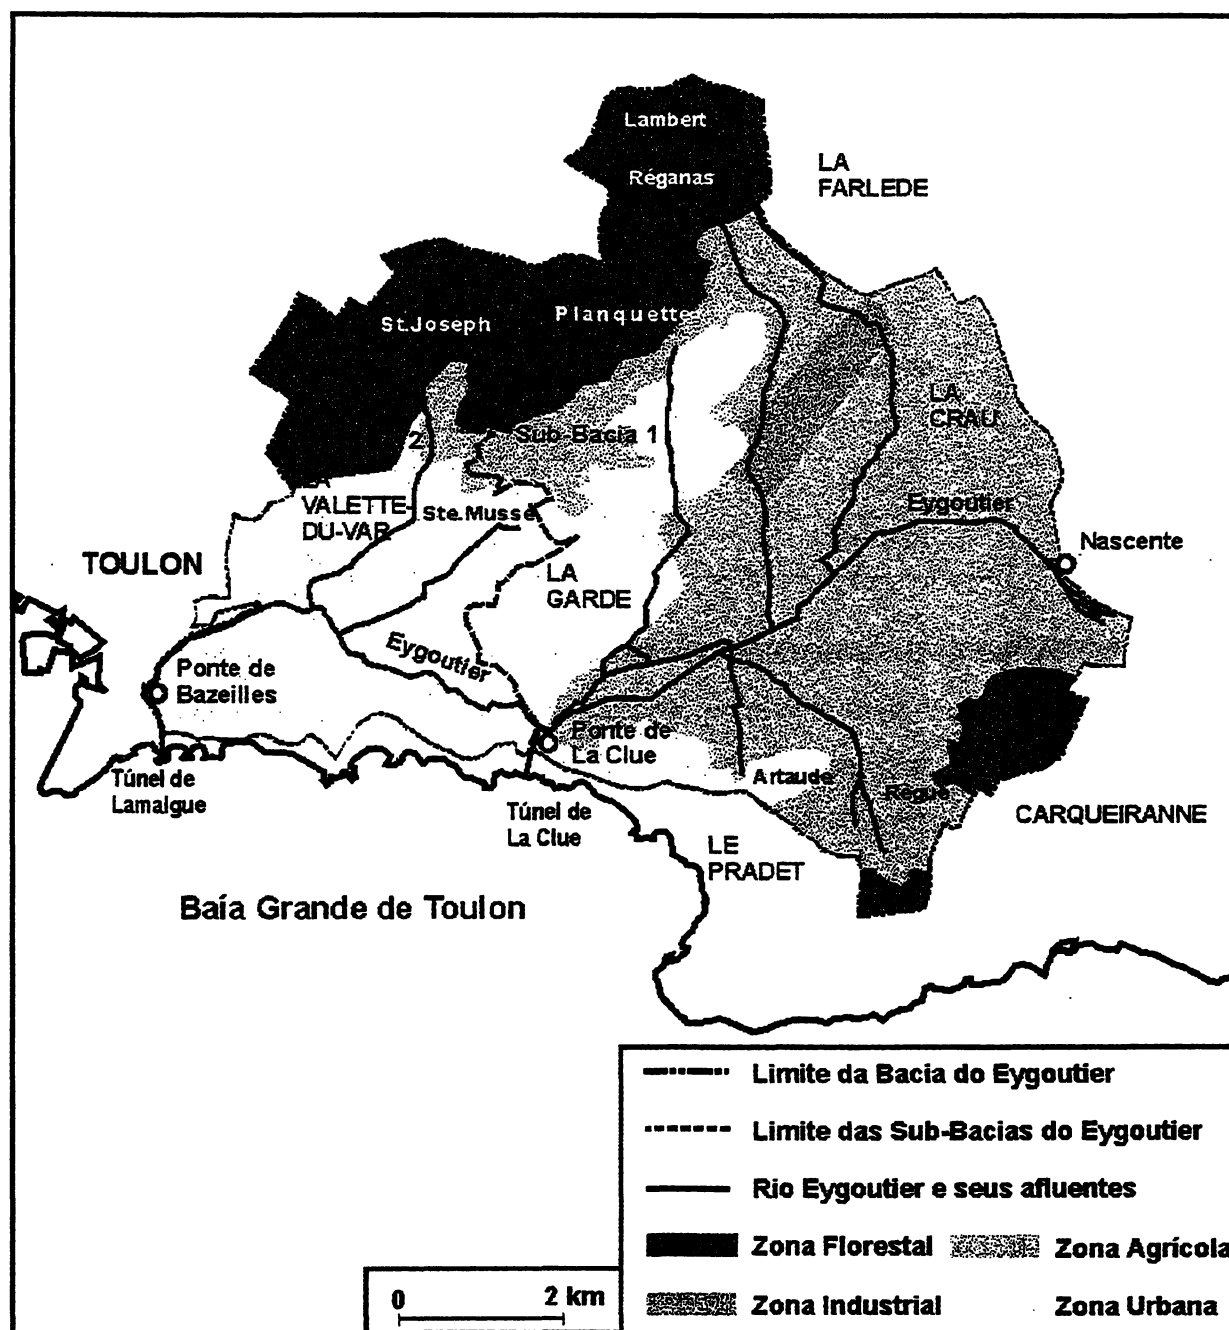 Lambert
Réganas
LA
FARLEDE
St.Joseph
Planquette
LA
CRAU
2
Sub-Bacia 1
LA
VALETTE-
DU-VAR
Ste.Musse
Eygoutier
Nascente
TOULON
LA
GARDE
Eygoutier
Ponte de
Bazeilles
Ponte de
La Clue
Túnel de
Lamalgue
Artaude
Régue
Túnel de
La Clue
CARQUEIRANNE
LE
PRADET
Baía Grande de Toulon
Limite da Bacia do Eygoutier
Limite das Sub-Bacias do Eygoutier
Rio Eygoutier e seus afluentes
Zona Florestal
Zona Agrícola
0 2 km
Zona Industrial
Zona Urbana